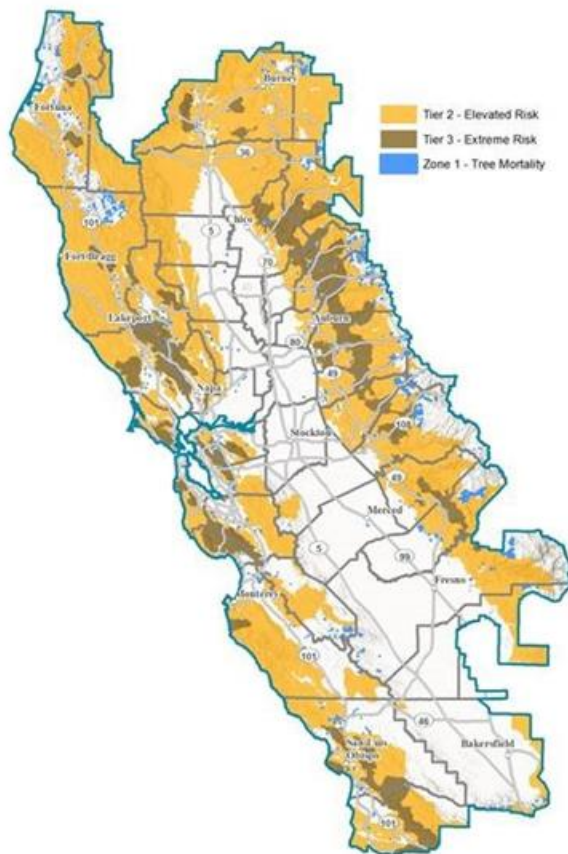 Burney
Fortuna
Tier 2 - Elevated Risk
Tier 3 - Extreme Risk
Zone 1 - Tree Mortality
36
101
Chico
5
70
Fort Bragg
Lakeport
Auburn
80
Napa
49
Stockton
108
49
Merced
5
99
Fresno
Monterey
101
46
San Luis
Obispo
Bakersfield
101